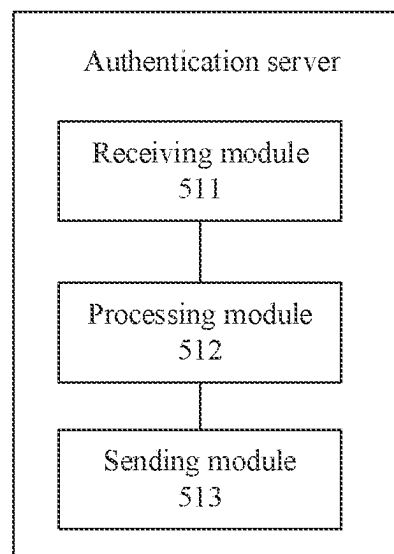 Authentication server
Receiving module
511
Processing module
512
Sending module
513